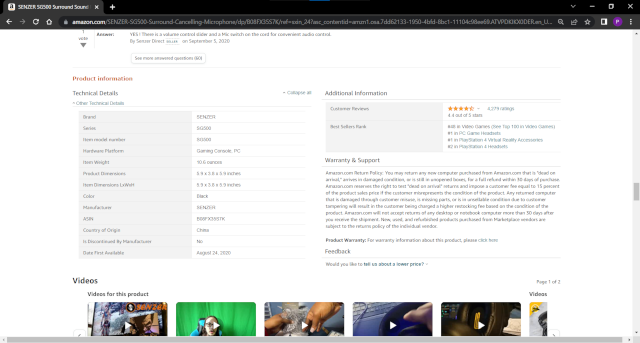 SENZER SG500 Surround Sound
amazon.com/SENZER-SG500-Surround-Cancelling-Microphone/dp/B08FX3SS7K/ref=sxin_24?asc_contentid=amzn1.osa.7dd62133-1950-4bfd-8bc1-11104c98ee69.ATVPDKIKX0DER.en_U...
1
vote
Answer: YES ! There is a volume control slider and a Mic switch on the cord for convenient audio control.
By Senzer Direct SELLER on September 5, 2020
See more answered questions (60)
Product information
Technical Details
Collapse all
Other Technical Details
Brand SENZER
Series SG500
Item model number SG500
Hardware Platform Gaming Console, PC
Item Weight 10.6 ounces
Product Dimensions 5.9 x 3.8 x 5.9 inches
Item Dimensions LxWxH 5.9 x 3.8 x 5.9 inches
Color Black
Manufacturer SENZER
ASIN B08FX3SS7K
Country of Origin China
Is Discontinued By Manufacturer No
Date First Available August 24, 2020
Additional Information
Customer Reviews 4,279 ratings
4.4 out of 5 stars
Best Sellers Rank
in Video Games (See Top 100 in Video Games)
#1 in PC Game Headsets
#1 in PlayStation 4 Virtual Reality Accessories
#2 in PlayStation 4 Headsets
Warranty & Support
Amazon.com Return Policy: You may return any new computer purchased from Amazon.com that is "dead on
arrival," arrives in damaged condition, or is still in unopened boxes, for a full refund within 30 days of purchase.
Amazon.com reserves the right to test "dead on arrival" returns and impose a customer fee equal to 15 percent
of the product sales price if the customer misrepresents the condition of the product. Any returned computer
that is damaged through customer misuse, is missing parts, or is in unsellable condition due to customer
tampering will result in the customer being charged a higher restocking fee based on the condition of the
product. Amazon.com will not accept returns of any desktop or notebook computer more than 30 days after
you receive the shipment. New, used, and refurbished products purchased from Marketplace vendors are
subject to the returns policy of the individual vendor.
Product Warranty: For warranty information about this product, please click here
Feedback
Would you like to tell us about a lower price?
Videos
Page 1 of 2
Videos for this product
Videos